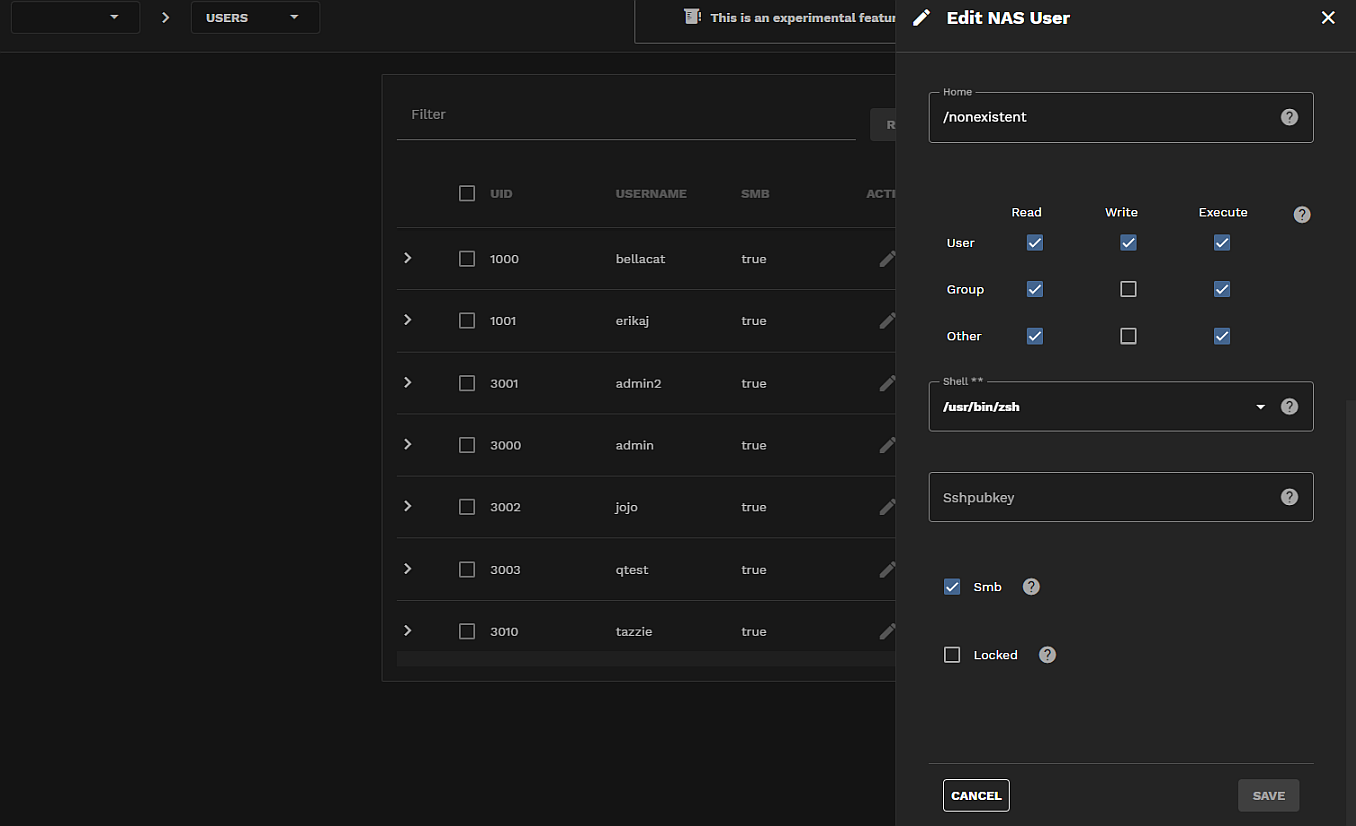 USERS
This is an experimental featur
Filter
R
UID USERNAME SMB ACTI
1000 bellacat true
1001 erikaj true
3001 admin2 true
3000 admin true
3002 jojo true
3003 qtest true
3010 tazzie true
Edit NAS User
Home
/nonexistent
Read Write Execute
User
Group
Other
Shell **
/usr/bin/zsh
Sshpubkey
Smb
Locked
CANCEL SAVE